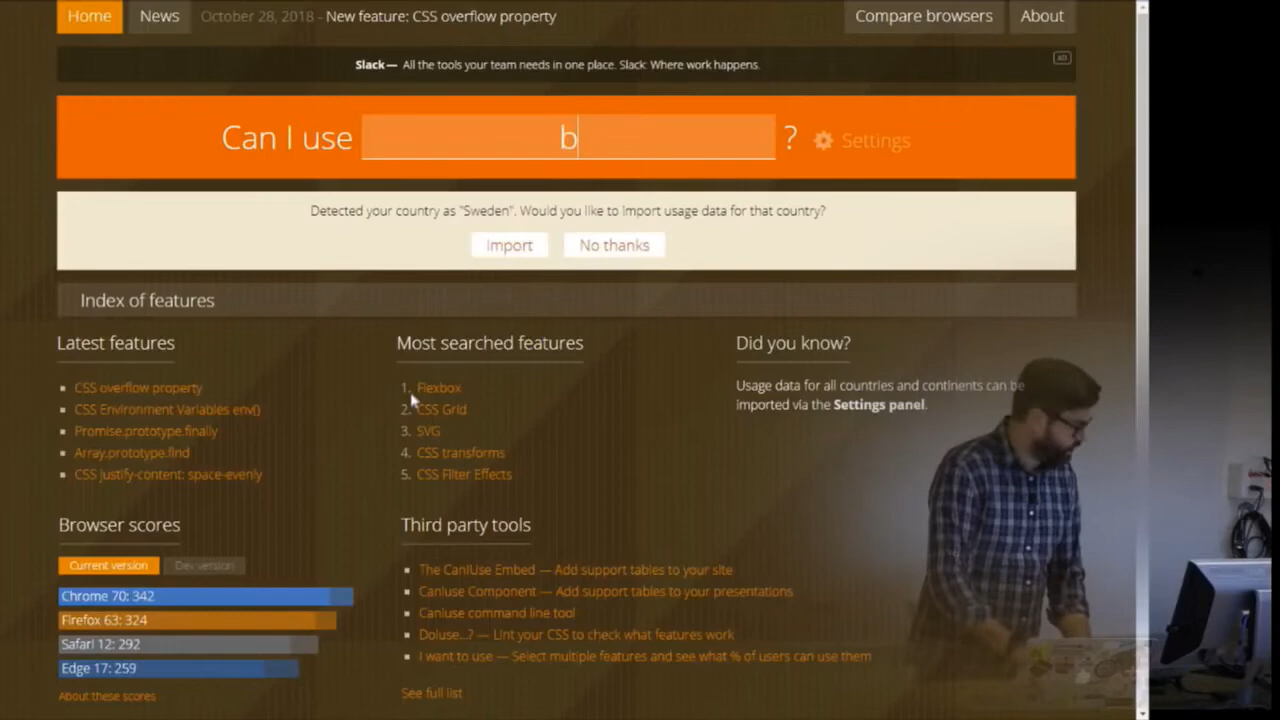 Home
News
October 28, 2018 - New feature: CSS overflow property
Compare browsers
About
Slack— All the tools your team needs in one place. Slack: Where work happens.
AD
Can I use b ?
Settings
Detected your country as "Sweden". Would you like to import usage data for that country?
Import
No thanks
Index of features
Latest features
CSS overflow property
CSS Environment Variables env()
Promise.prototype.finally
Array.prototype.find
CSS justify-content: space-evenly
Most searched features
1. Flexbox
2. CSS Grid
3. SVG
4. CSS transforms
5. CSS Filter Effects
Did you know?
Usage data for all countries and continents can be
imported via the Settings panel.
Browser scores
Current version
Dev version
Chrome 70: 342
Firefox 63: 324
Safari 12: 292
Edge 17: 259
About these scores
Third party tools
The CanIUse Embed — Add support tables to your site
Caniuse Component — Add support tables to your presentations
Caniuse command line tool
Doiuse...? — Lint your CSS to check what features work
I want to use — Select multiple features and see what % of users can use them
See full list